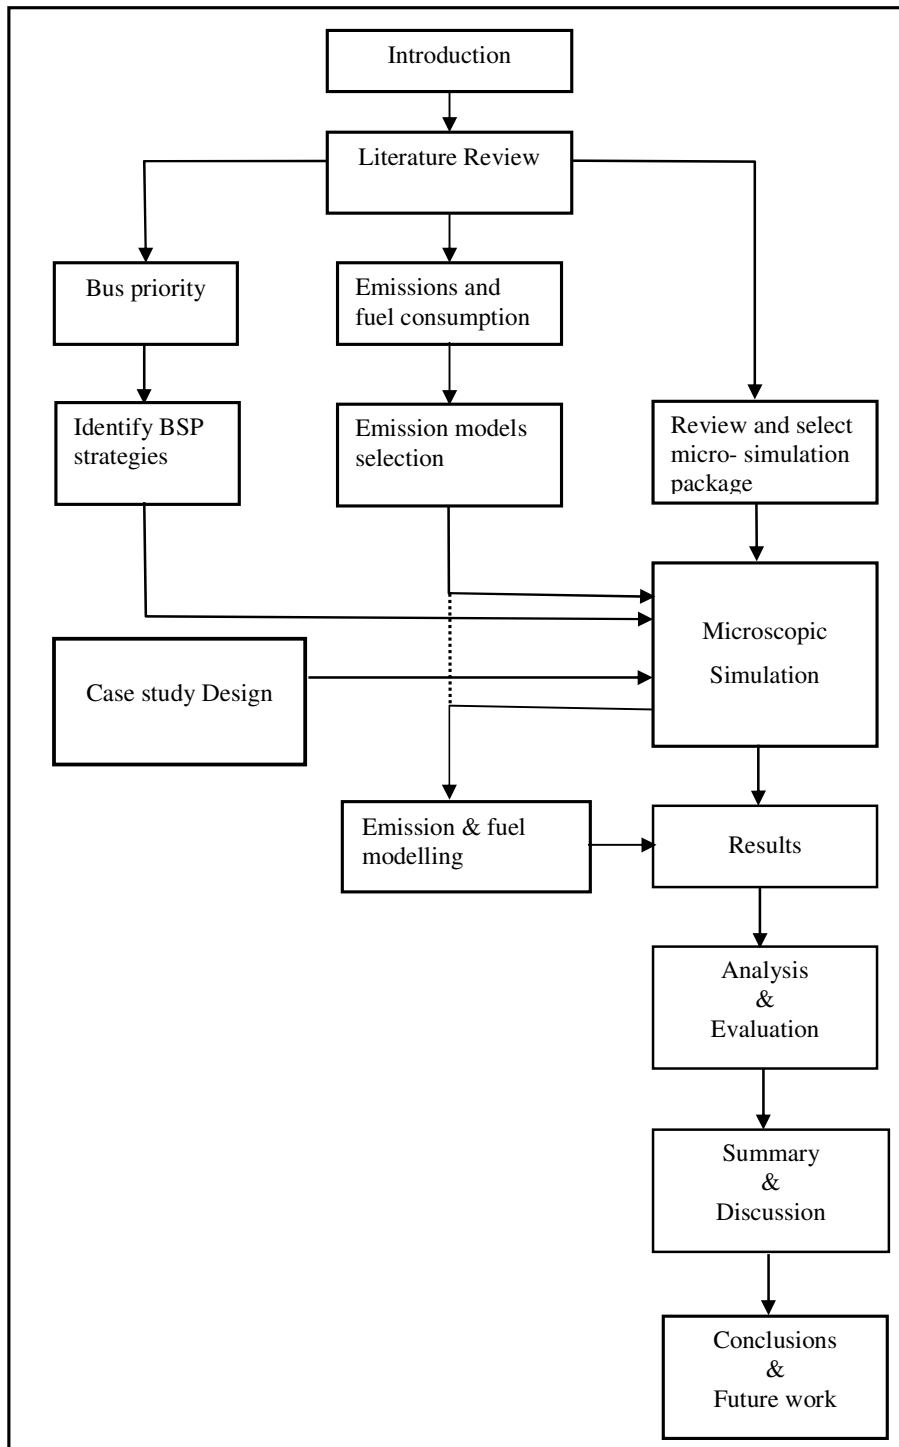 Introduction
Literature Review
Bus priority
Emissions and
fuel consumption
Identify BSP
strategies
Emission models
selection
Review and select
micro- simulation
package
Microscopic
Simulation
Case study Design
Emission & fuel
modelling
Results
Analysis
&
Evaluation
Summary
&
Discussion
Conclusions
&
Future work